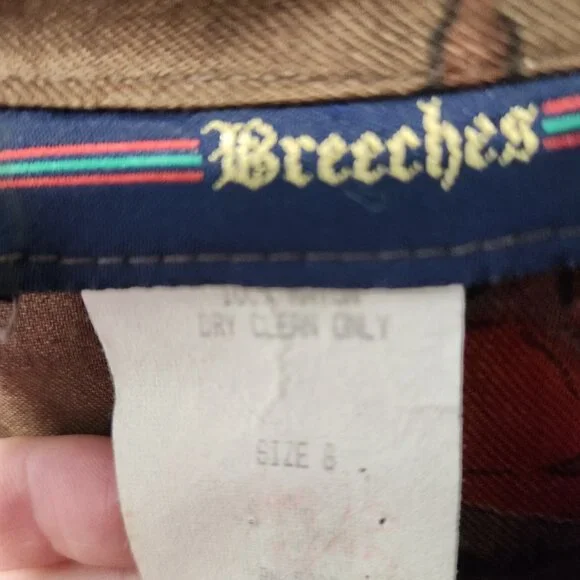 Breeches
100% RAYON
DRY CLEAN ONLY
SIZE 8